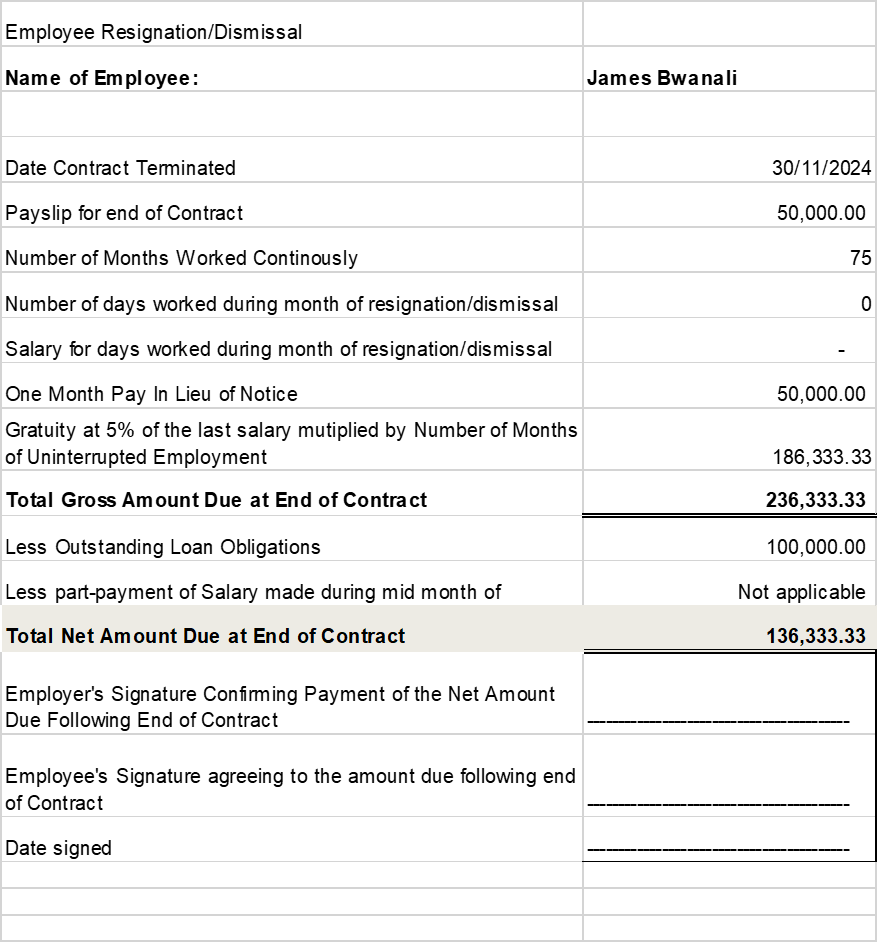 Employee Resignation/Dismissal
Name of Employee: James Bwanali
Date Contract Terminated 30/11/2024
Payslip for end of Contract 50,000.00
Number of Months Worked Continously 75
Number of days worked during month of resignation/dismissal 0
Salary for days worked during month of resignation/dismissal -
One Month Pay In Lieu of Notice 50,000.00
Gratuity at 5% of the last salary mutiplied by Number of Months
of Uninterrupted Employment 186,333.33
Total Gross Amount Due at End of Contract 236,333.33
Less Outstanding Loan Obligations 100,000.00
Less part-payment of Salary made during mid month of Not applicable
Total Net Amount Due at End of Contract 136,333.33
Employer's Signature Confirming Payment of the Net Amount
Due Following End of Contract
Employee's Signature agreeing to the amount due following end
of Contract
Date signed